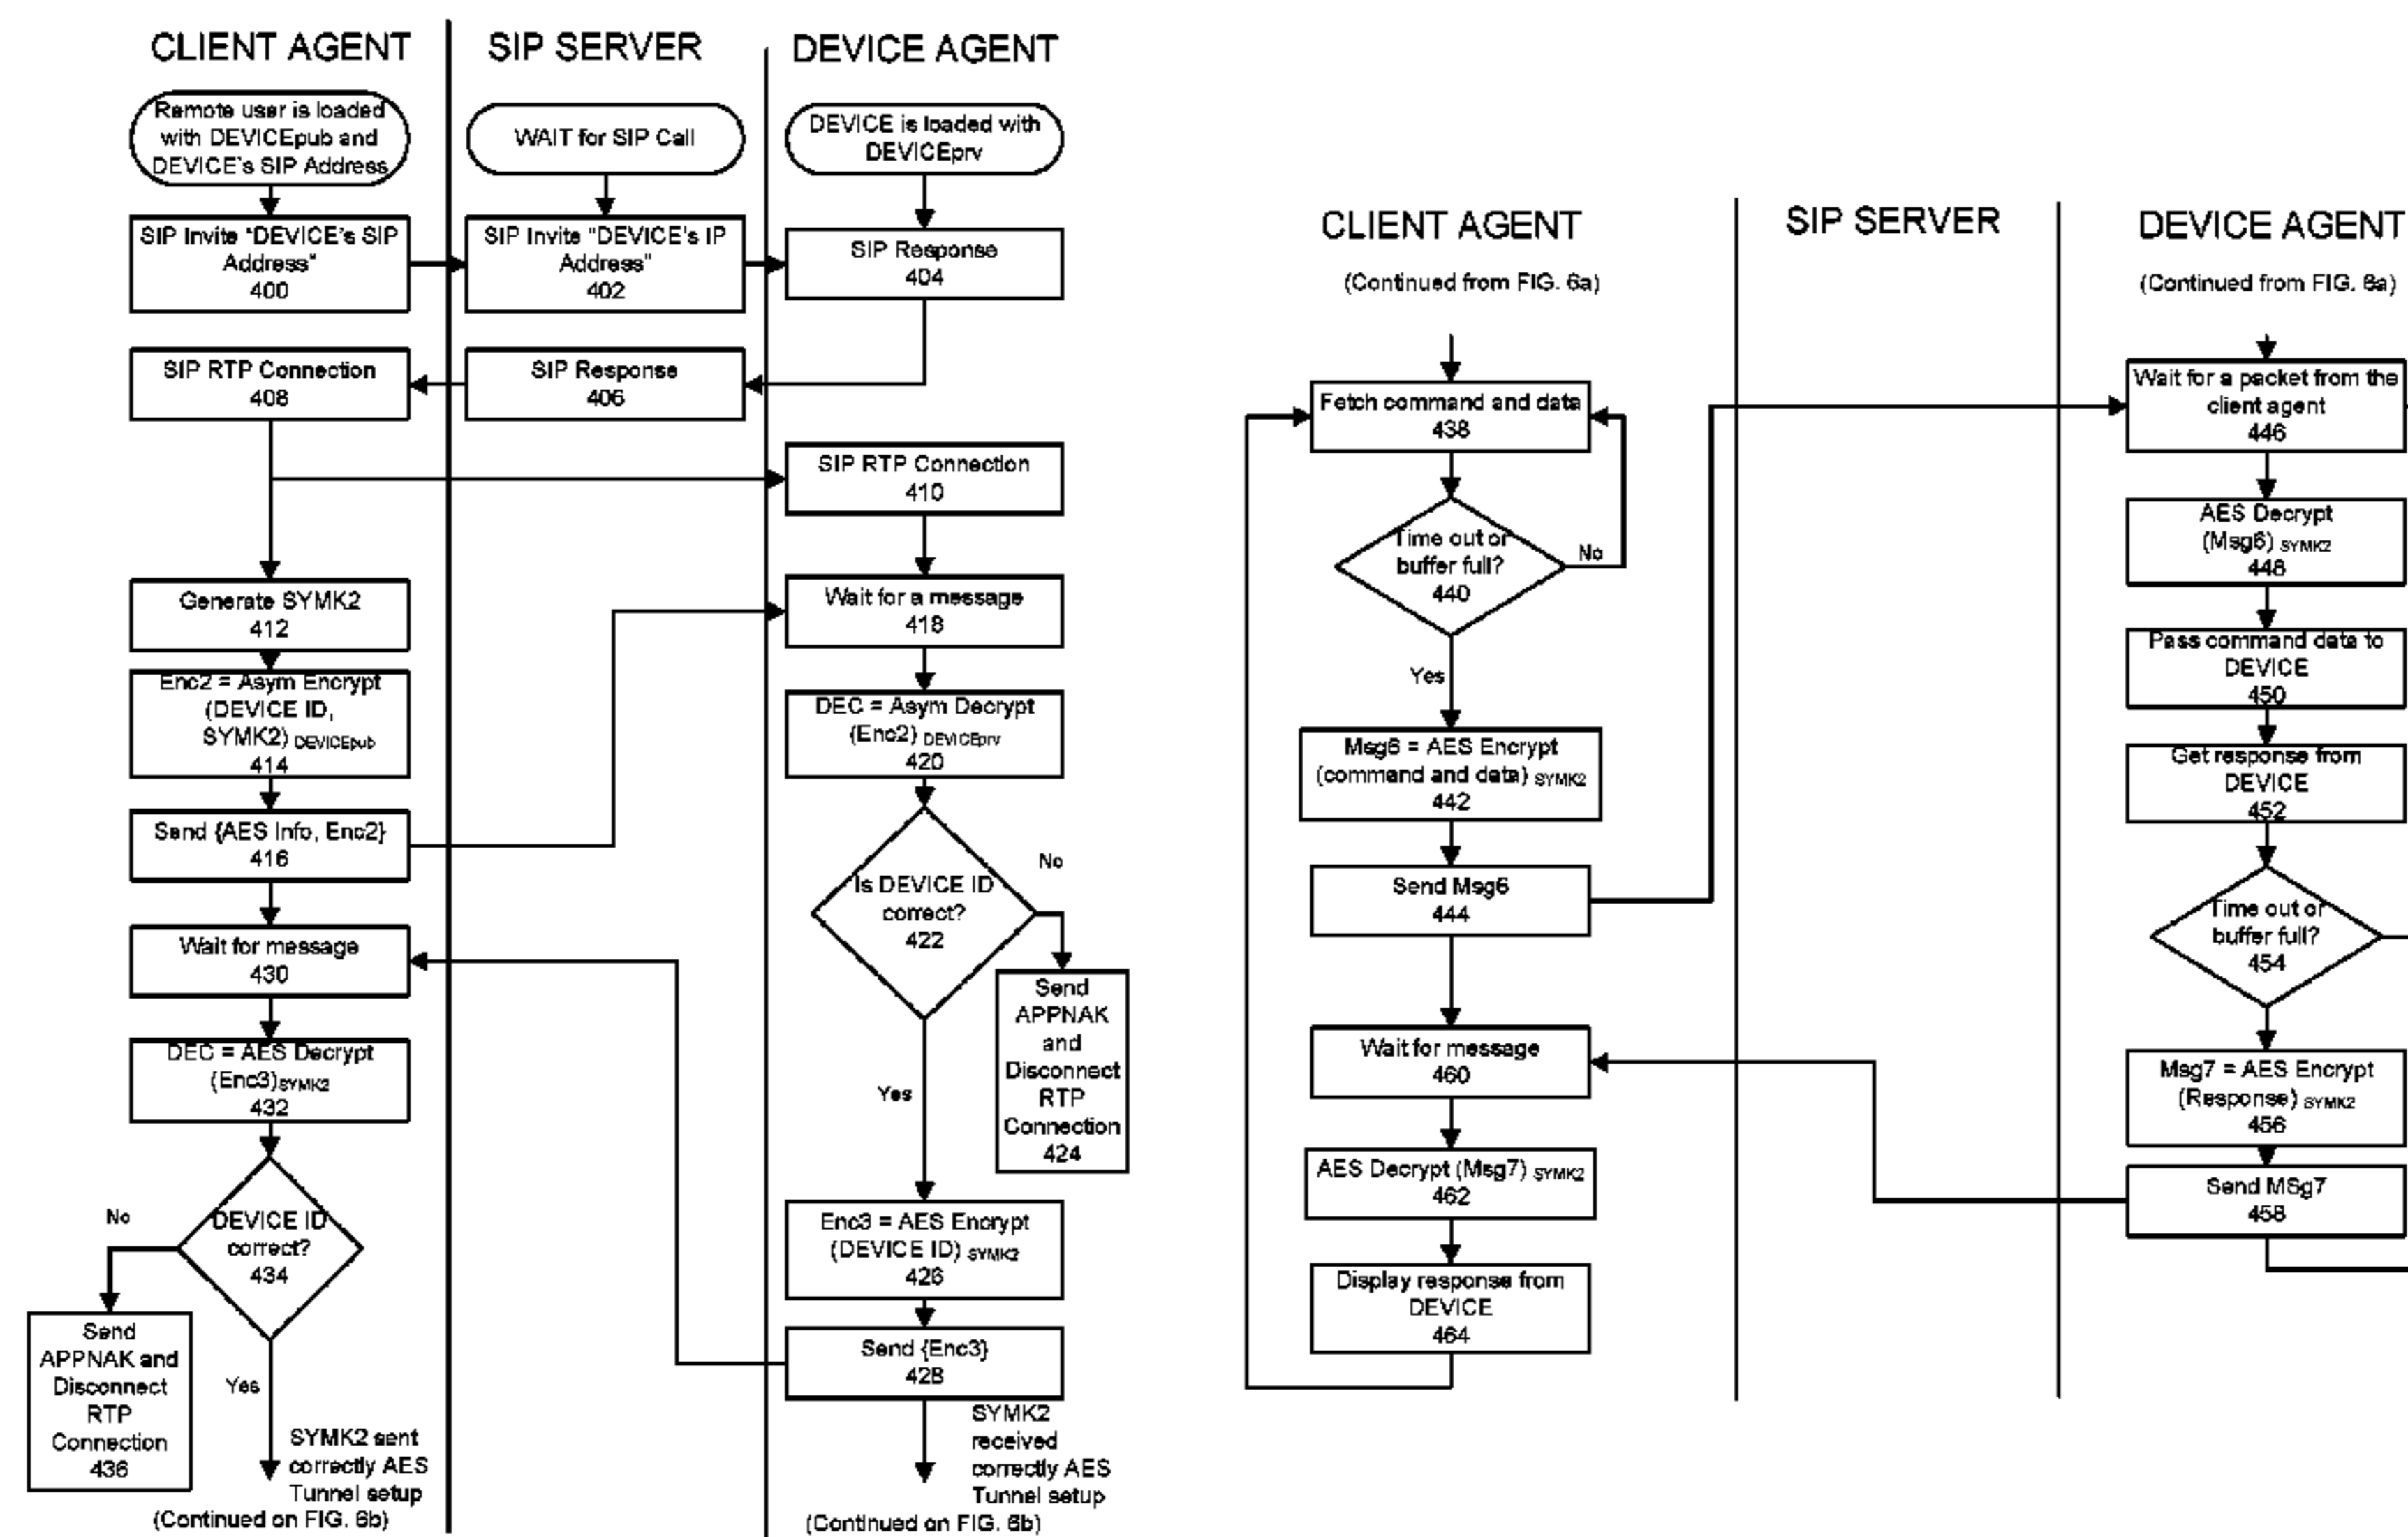 CLIENT AGENT
SIP SERVER
DEVICE AGENT
Remote user is loaded
with DEVICEpub and
DEVICE's SIP Address
WAIT for SIP Call
DEVICE is loaded with
DEVICEprv
SIP Invite "DEVICE's SIP
Address"
400
SIP Invite "DEVICE's IP
Address"
402
SIP Response
404
SIP RTP Connection
408
SIP Response
406
SIP RTP Connection
410
Generate SYMK2
412
Wait for a message
418
Enc2 = Asym Encrypt
(DEVICE ID,
SYMK2) DEVICEpub
414
DEC = Asym Decrypt
(Enc2) DEVICEprv
420
Send {AES Info, Enc2}
416
Is DEVICE ID
correct?
422
No
Yes
Wait for message
430
Send
APPNAK
and
Disconnect
RTP
Connection
424
DEC = AES Decrypt
(Enc3)SYMK2
432
DEVICE ID
correct?
434
No
Yes
Enc3 = AES Encrypt
(DEVICE ID) SYMK2
426
Send
APPNAK and
Disconnect
RTP
Connection
436
Send {Enc3}
428
SYMK2 sent
correctly AES
Tunnel setup
(Continued on FIG. 6b)
SYMK2
received
correctly AES
Tunnel setup
(Continued on FIG. 6b)
CLIENT AGENT
SIP SERVER
DEVICE AGENT
(Continued from FIG. 6a)
(Continued from FIG. 6a)
Fetch command and data
438
Wait for a packet from the
client agent
446
Time out or
buffer full?
440
No
Yes
AES Decrypt
(Msg6) SYMK2
448
Pass command data to
DEVICE
450
Msg6 = AES Encrypt
(command and data) SYMK2
442
Get response from
DEVICE
452
Send Msg6
444
Time out or
buffer full?
454
Wait for message
460
Msg7 = AES Encrypt
(Response) SYMK2
456
AES Decrypt (Msg7) SYMK2
462
Send MSg7
458
Display response from
DEVICE
464